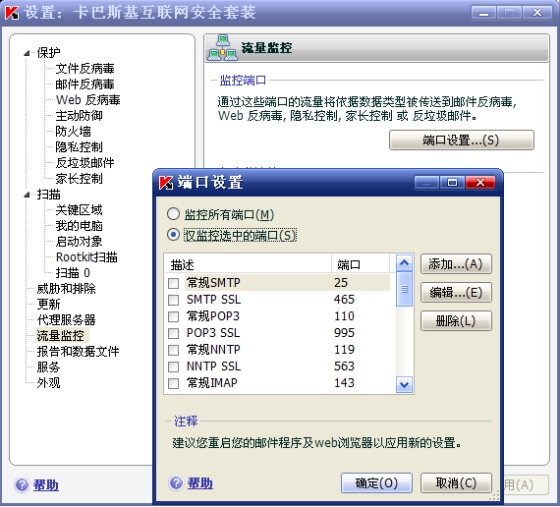 设置：卡巴斯基互联网安全套装
保护
文件反病毒
邮件反病毒
Web 反病毒
主动防御
防火墙
隐私控制
反垃圾邮件
家长控制
扫描
关键区域
我的电脑
启动对象
Rootkit扫描
扫描 0
威胁和排除
更新
代理服务器
流量监控
报告和数据文件
服务
外观
流量监控
监控端口
通过这些端口的流量将依据数据类型被传送到邮件反病毒,
Web 反病毒, 隐私控制, 家长控制 或 反垃圾邮件。
端口设置...(S)
端口设置
监控所有端口(M)
仅监控选中的端口(S)
描述 端口
常规SMTP 25
SMTP SSL 465
常规POP3 110
POP3 SSL 995
常规NNTP 119
NNTP SSL 563
常规IMAP 143
添加...(A)
编辑...(E)
删除(L)
注释
建议您重启您的邮件程序及web浏览器以应用新的设置。
帮助
确定(O)
取消(C)
帮助
用(A)